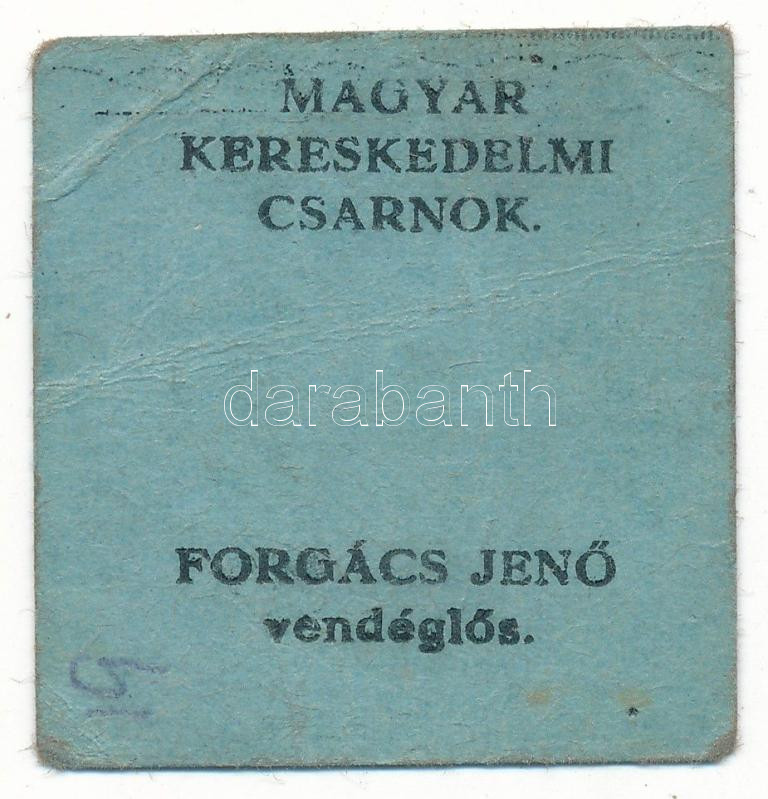 MAGYAR
KERESKEDELMI
CSARNOK.
darabanth
FORGÁCS JENŐ
vendéglős.